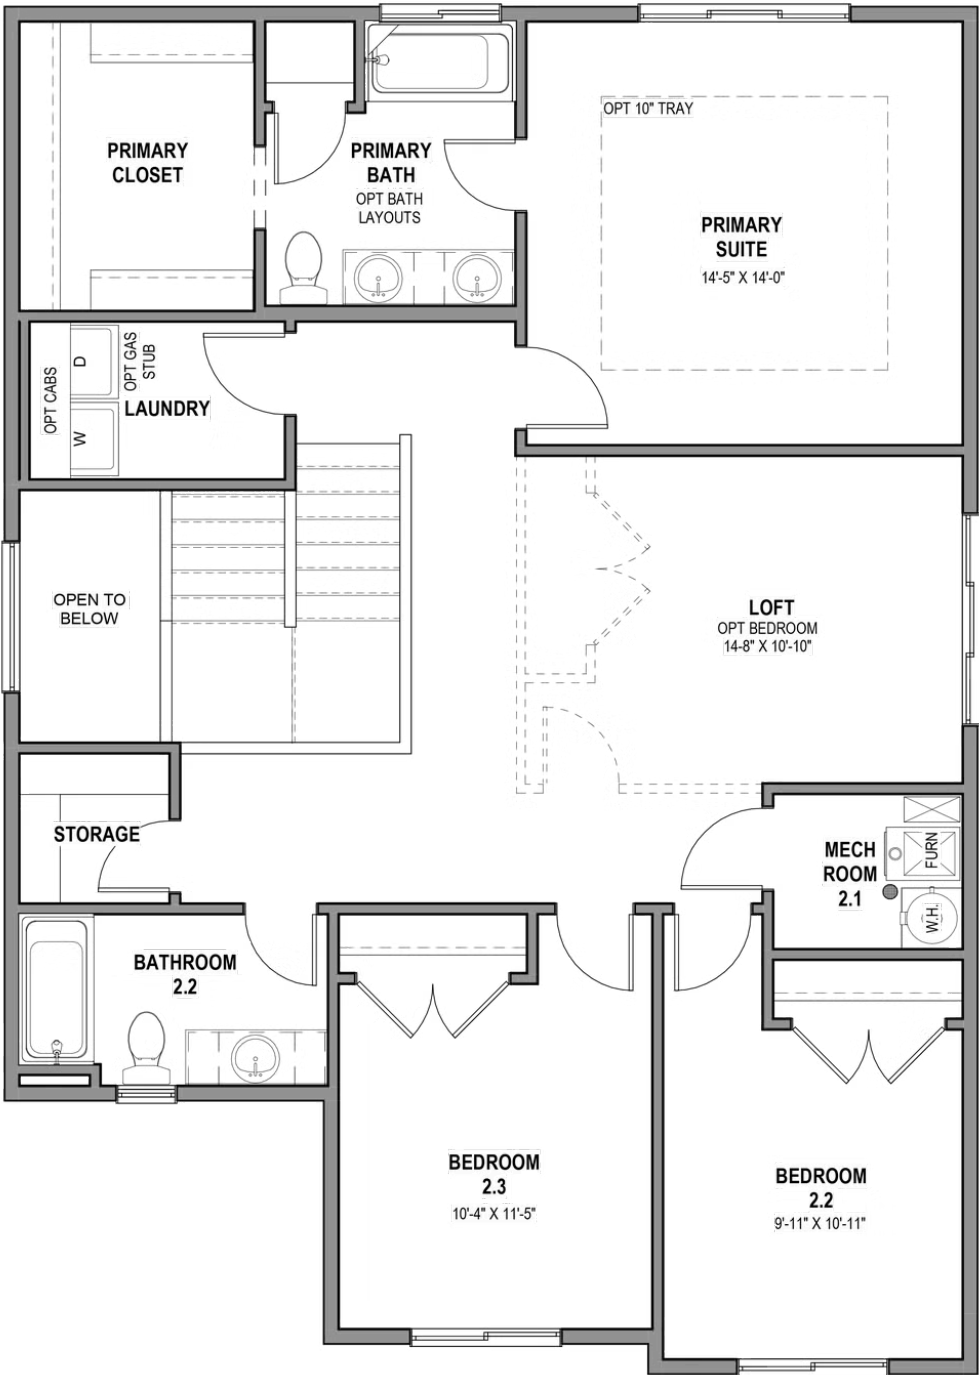 OPT 10" TRAY
PRIMARY
CLOSET
PRIMARY
BATH
OPT BATH
LAYOUTS
PRIMARY
SUITE
14'-5" X 14'-0"
D
OPT GAS
STUB
OPT CABS
W
LAUNDRY
OPEN TO
BELOW
LOFT
OPT BEDROOM
14-8" X 10'-10"
STORAGE
MECH
ROOM
2.1
FURN
W.H.
BATHROOM
2.2
BEDROOM
2.3
10'-4" X 11'-5"
BEDROOM
2.2
9'-11" X 10'-11"